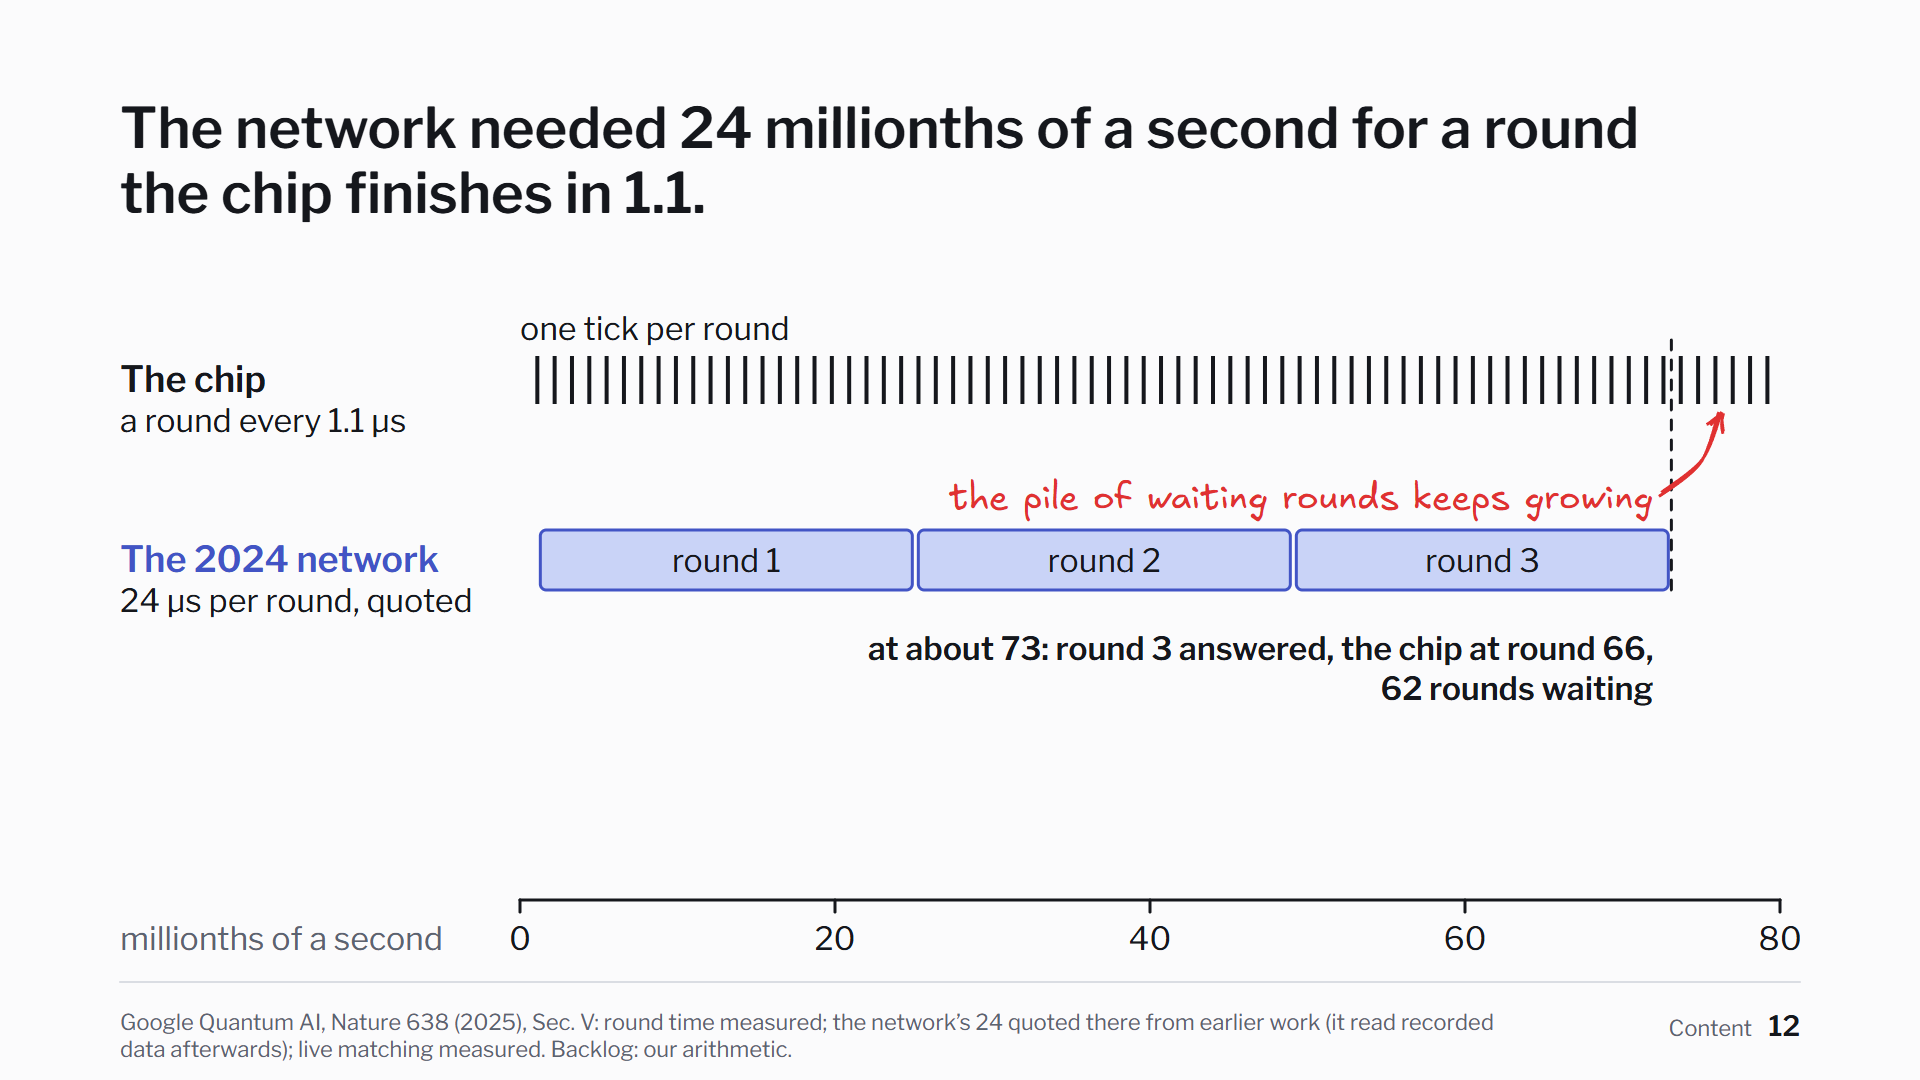 The network needed 24 millionths of a second for a round
the chip finishes in 1.1.
one tick per round
The chip
a round every 1.1 µs
the pile of waiting rounds keeps growing
The 2024 network
24 µs per round, quoted
round 1
round 2
round 3
at about 73: round 3 answered, the chip at round 66,
62 rounds waiting
millionths of a second
0
20
40
60
80
Google Quantum AI, Nature 638 (2025), Sec. V: round time measured; the network’s 24 quoted there from earlier work (it read recorded
data afterwards); live matching measured. Backlog: our arithmetic.
Content 12